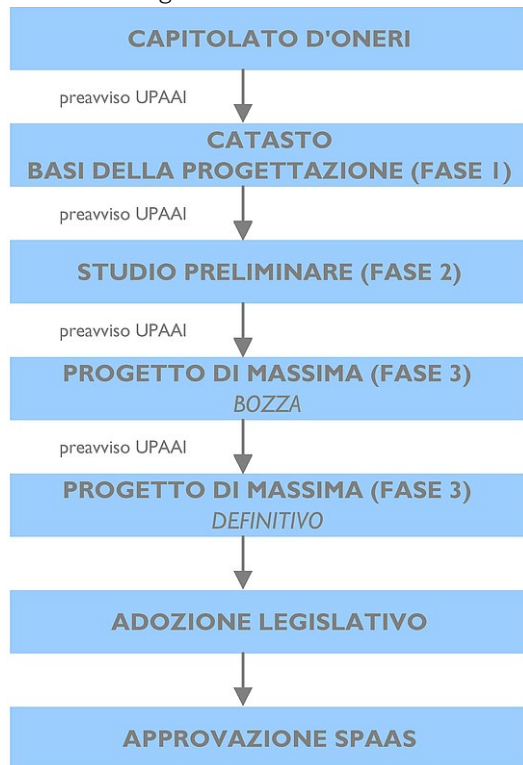 CAPITOLATO D'ONERI
preavviso UPAAI
CATASTO
BASI DELLA PROGETTAZIONE (FASE 1)
preavviso UPAAI
STUDIO PRELIMINARE (FASE 2)
preavviso UPAAI
PROGETTO DI MASSIMA (FASE 3)
BOZZA
preavviso UPAAI
PROGETTO DI MASSIMA (FASE 3)
DEFINITIVO
ADOZIONE LEGISLATIVO
APPROVAZIONE SPAAS